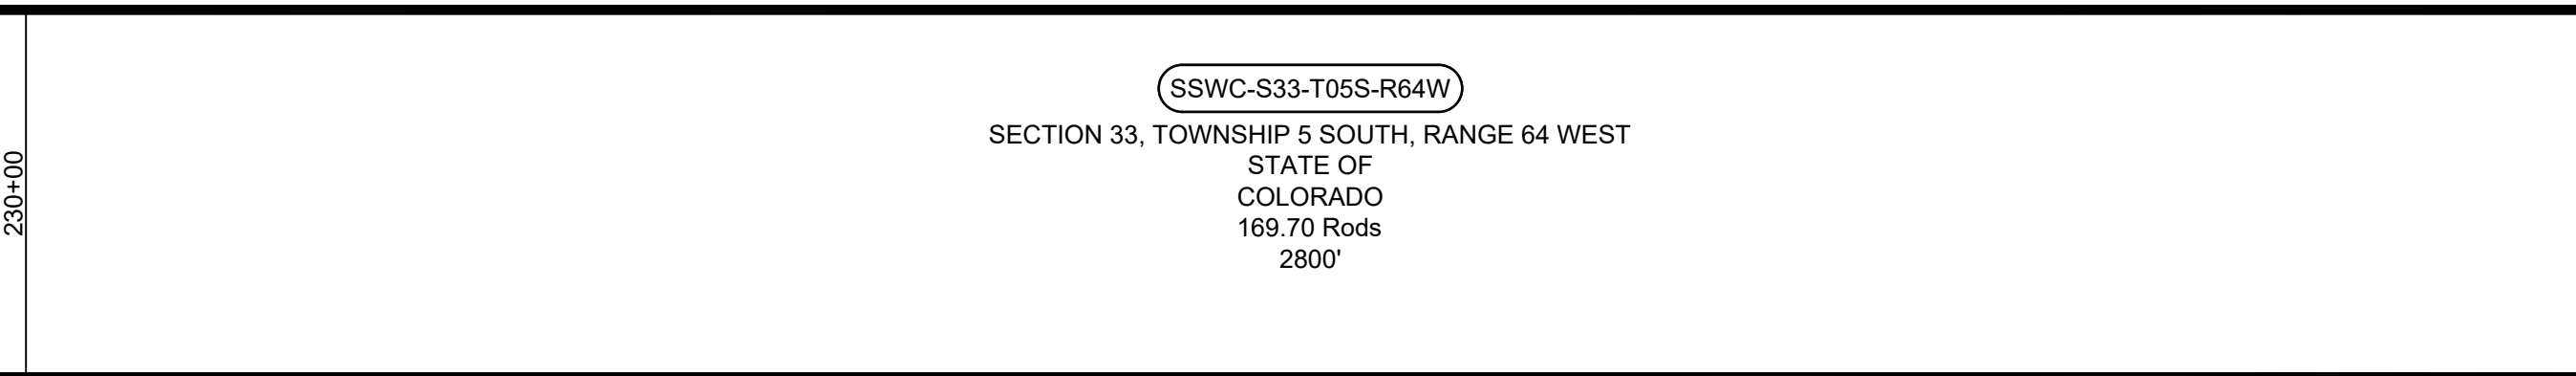 230+00
SSWC-S33-T05S-R64W
SECTION 33, TOWNSHIP 5 SOUTH, RANGE 64 WEST
STATE OF
COLORADO
169.70 Rods
2800'